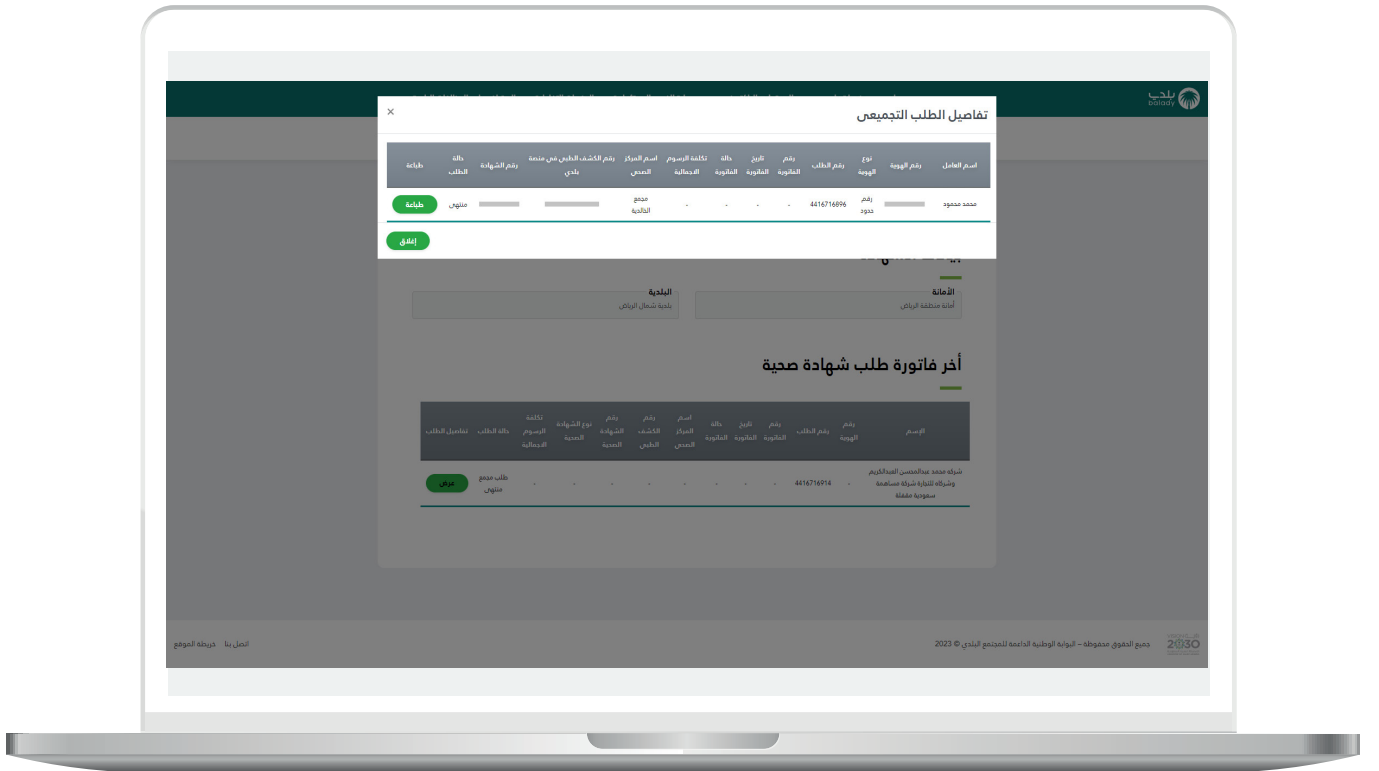 بلدي
balady
تفاصيل الطلب التجميعي
×
اسم العامل
رقم الهوية
نوع الهوية
رقم الطلب
رقم الفاتورة
تاريخ الفاتورة
حالة الفاتورة
تكلفة الرسوم الاجمالية
اسم المركز الصحي
رقم الكشف الطبي في منصة بلدي
رقم الشهادة
حالة الطلب
طباعة
محمد محمود
رقم حدود
4416716896
-
-
-
-
مجمع الخالدية
منتهي
طباعة
إغلاق
الأمانة
أمانة منطقة الرياض
البلدية
بلدية شمال الرياض
أخر فاتورة طلب شهادة صحية
الإسم
رقم الهوية
رقم الطلب
رقم الفاتورة
تاريخ الفاتورة
حالة الفاتورة
اسم المركز الصحي
رقم الكشف الطبي
رقم الشهادة الصحية
نوع الشهادة الصحية
تكلفة الرسوم الاجمالية
حالة الطلب
تفاصيل الطلب
شركه محمد عبدالمحسن العبدالكريم
وشركاه للتجارة شركة مساهمة
سعودية مقفلة
-
4416716914
-
-
-
-
-
-
-
-
طلب مجمع منتهي
عرض
2030
جميع الحقوق محفوظة – البوابة الوطنية الداعمة للمجتمع البلدي © 2023
اتصل بنا
خريطة الموقع